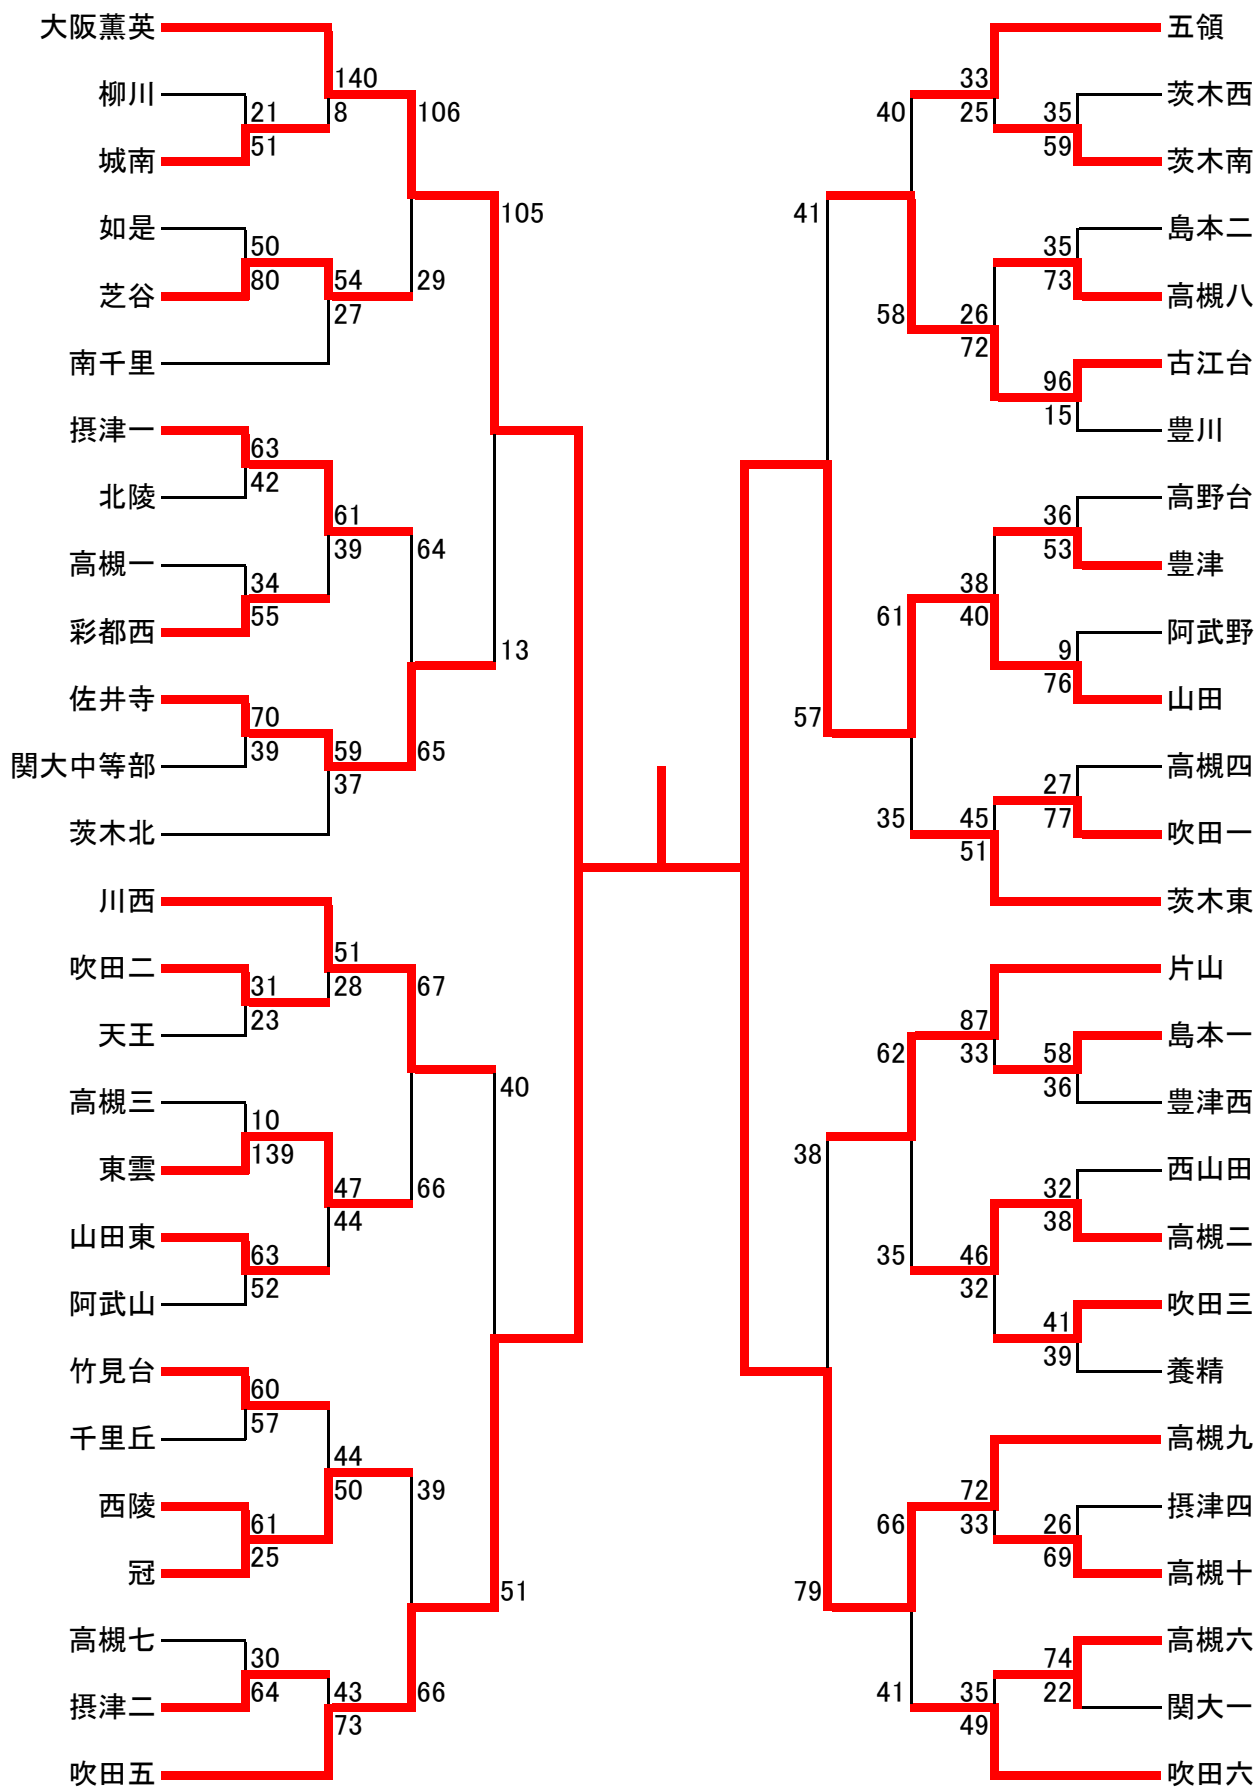 大阪薫英
柳川
城南
如是
芝谷
南千里
摂津一
北陵
高槻一
彩都西
佐井寺
関大中等部
茨木北
川西
吹田二
天王
高槻三
東雲
山田東
阿武山
竹見台
千里丘
西陵
冠
高槻七
摂津二
吹田五
21
51
50
80
63
42
34
55
70
39
31
23
10
139
63
52
60
57
61
25
30
64
140
8
54
27
61
39
59
37
51
28
47
44
44
50
43
73
106
29
64
65
67
66
39
66
105
13
40
51
41
57
38
79
40
58
61
35
62
35
66
41
33
25
26
72
38
40
45
51
87
33
46
32
72
33
35
49
35
59
35
73
96
15
36
53
9
76
27
77
58
36
32
38
41
39
26
69
74
22
五領
茨木西
茨木南
島本二
高槻八
古江台
豊川
高野台
豊津
阿武野
山田
高槻四
吹田一
茨木東
片山
島本一
豊津西
西山田
高槻二
吹田三
養精
高槻九
摂津四
高槻十
高槻六
関大一
吹田六